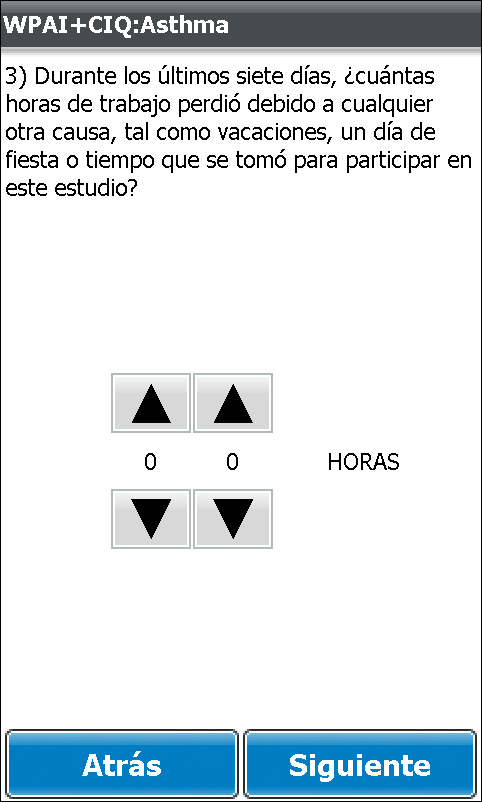 WPAI+CIQ:Asthma
3) Durante los últimos siete días, ¿cuántas
horas de trabajo perdió debido a cualquier
otra causa, tal como vacaciones, un día de
fiesta o tiempo que se tomó para participar en
este estudio?
0 0 HORAS
Atrás Siguiente